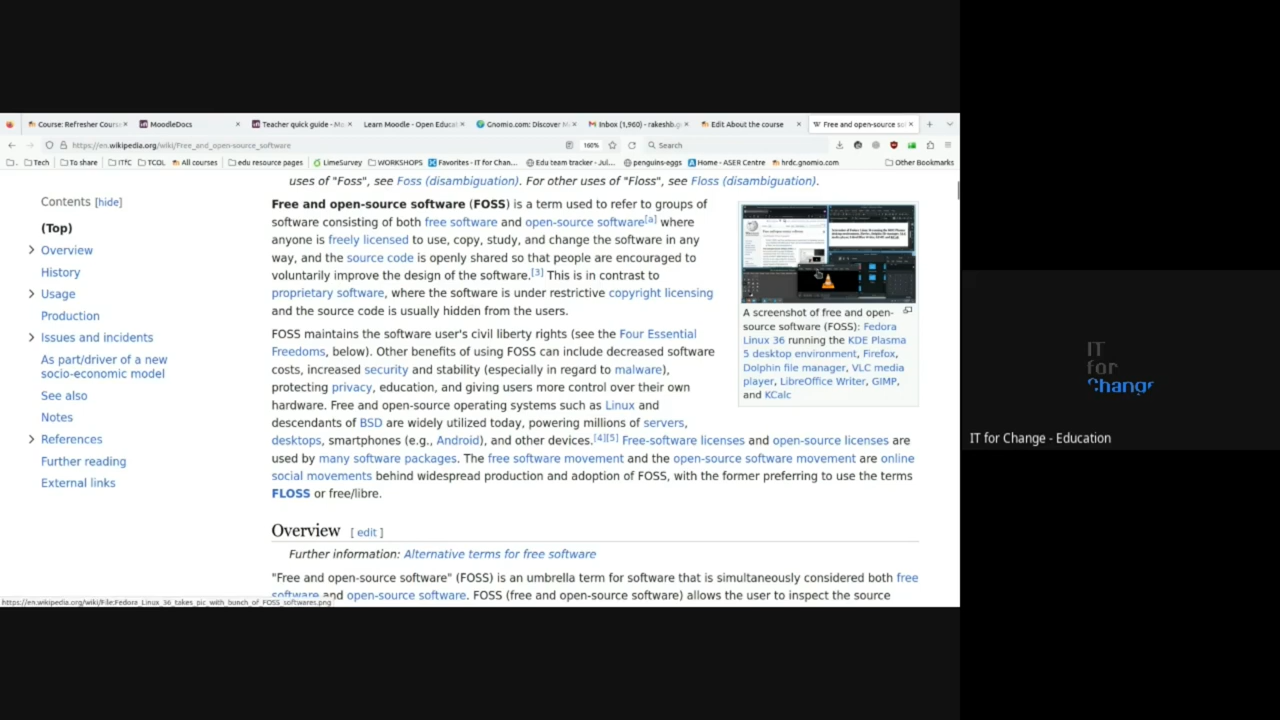 Course: Refresher Cours
MoodleDocs
Teacher quick guide - Mo
Learn Moodle - Open Educat
Gnomio.com: Discover M
Inbox (1,960) - rakeshb.g
Edit About the course
Free and open-source so
https://en.wikipedia.org/wiki/Free_and_open-source_software
160%
Search
Tech
To share
ITfC
TCOL
All courses
edu resource pages
LimeSurvey
WORKSHOPS
Favorites - IT for Chan...
Edu team tracker - Jul...
penguins-eggs
Home - ASER Centre
hrdc.gnomio.com
Other Bookmarks
uses of "Foss", see Foss (disambiguation). For other uses of "Floss", see Floss (disambiguation).
Contents [hide]
(Top)
Overview
History
Usage
Production
Issues and incidents
As part/driver of a new
socio-economic model
See also
Notes
References
Further reading
External links
Free and open-source software (FOSS) is a term used to refer to groups of
software consisting of both free software and open-source software[a] where
anyone is freely licensed to use, copy, study, and change the software in any
way, and the source code is openly shared so that people are encouraged to
voluntarily improve the design of the software.[3] This is in contrast to
proprietary software, where the software is under restrictive copyright licensing
and the source code is usually hidden from the users.
FOSS maintains the software user's civil liberty rights (see the Four Essential
Freedoms, below). Other benefits of using FOSS can include decreased software
costs, increased security and stability (especially in regard to malware),
protecting privacy, education, and giving users more control over their own
hardware. Free and open-source operating systems such as Linux and
descendants of BSD are widely utilized today, powering millions of servers,
desktops, smartphones (e.g., Android), and other devices.[4][5] Free-software licenses and open-source licenses are
used by many software packages. The free software movement and the open-source software movement are online
social movements behind widespread production and adoption of FOSS, with the former preferring to use the terms
FLOSS or free/libre.
A screenshot of free and open-
source software (FOSS): Fedora
Linux 36 running the KDE Plasma
5 desktop environment, Firefox,
Dolphin file manager, VLC media
player, LibreOffice Writer, GIMP,
and KCalc
Overview [ edit ]
Further information: Alternative terms for free software
"Free and open-source software" (FOSS) is an umbrella term for software that is simultaneously considered both free
software and open-source software. FOSS (free and open-source software) allows the user to inspect the source
https://en.wikipedia.org/wiki/File:Fedora_Linux_36_takes_pic_with_bunch_of_FOSS_softwares.png
IT
for
Change
IT for Change - Education